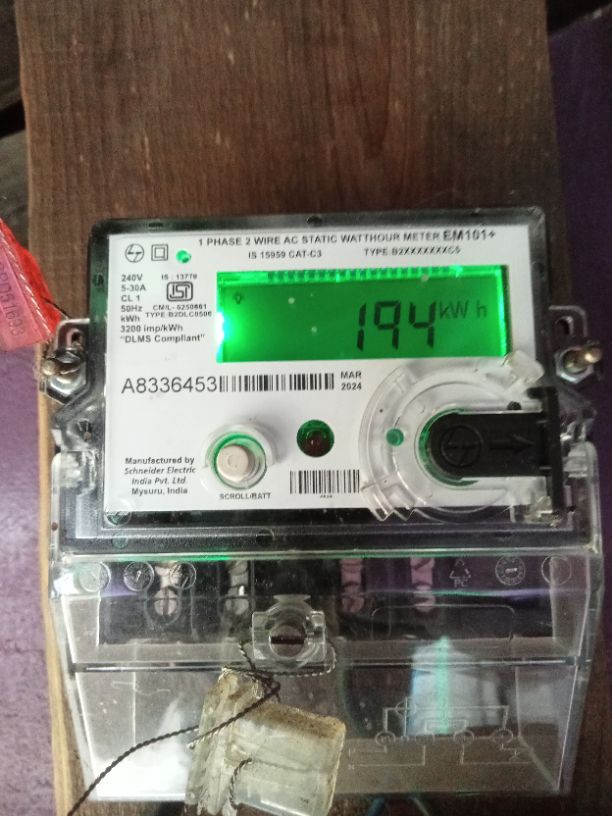 1 PHASE 2 WIRE AC STATIC WATTHOUR METER EM101+
IS 15959 CAT-C3 TYPE:B2XXXXXXXC5
240V
5-30A
CL 1
50Hz
kWh
3200 imp/kWh
"DLMS Compliant"
IS : 13779
CM/L- 6250881
TYPE:B2DLC0506
194 kWh
A8336453
MAR
2024
Manufactured by
Schneider Electric
India Pvt. Ltd
Mysuru, India
SCROLL/BATT